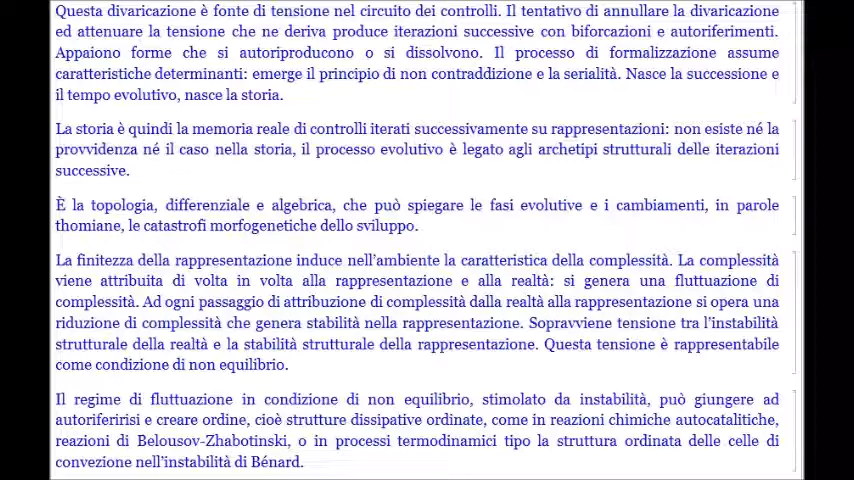 Questa divaricazione è fonte di tensione nel circuito dei controlli. Il tentativo di annullare la divaricazione
ed attenuare la tensione che ne deriva produce iterazioni successive con biforcazioni e autoriferimenti.
Appaiono forme che si autoriproducono o si dissolvono. Il processo di formalizzazione assume
caratteristiche determinanti: emerge il principio di non contraddizione e la serialità. Nasce la successione e
il tempo evolutivo, nasce la storia.
La storia è quindi la memoria reale di controlli iterati successivamente su rappresentazioni: non esiste né la
provvidenza né il caso nella storia, il processo evolutivo è legato agli archetipi strutturali delle iterazioni
successive.
È la topologia, differenziale e algebrica, che può spiegare le fasi evolutive e i cambiamenti, in parole
thomiane, le catastrofi morfogenetiche dello sviluppo.
La finitezza della rappresentazione induce nell'ambiente la caratteristica della complessità. La complessità
viene attribuita di volta in volta alla rappresentazione e alla realtà: si genera una fluttuazione di
complessità. Ad ogni passaggio di attribuzione di complessità dalla realtà alla rappresentazione si opera una
riduzione di complessità che genera stabilità nella rappresentazione. Sopravviene tensione tra l'instabilità
strutturale della realtà e la stabilità strutturale della rappresentazione. Questa tensione è rappresentabile
come condizione di non equilibrio.
Il regime di fluttuazione in condizione di non equilibrio, stimolato da instabilità, può giungere ad
autoriferirisi e creare ordine, cioè strutture dissipative ordinate, come in reazioni chimiche autocatalitiche,
reazioni di Belousov-Zhabotinski, o in processi termodinamici tipo la struttura ordinata delle celle di
convezione nell'instabilità di Bénard.